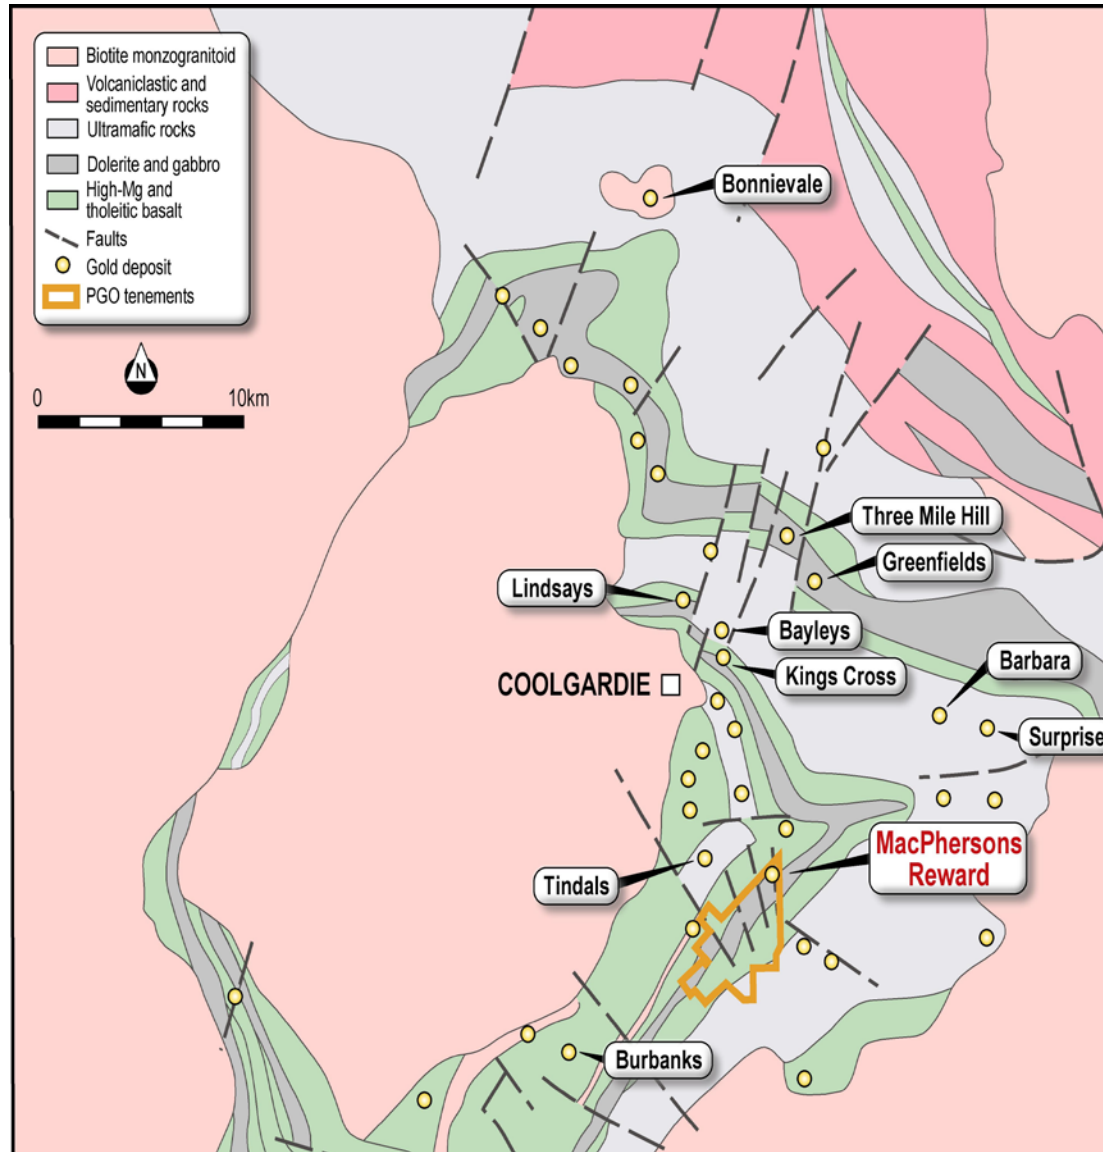 Biotite monzogranitoid
Volcaniclastic and
sedimentary rocks
Ultramafic rocks
Dolerite and gabbro
High-Mg and
tholeitic basalt
Faults
Gold deposit
PGO tenements
N
0 10km
Bonnievale
Three Mile Hill
Greenfields
Lindsays
Bayleys
Kings Cross
Barbara
COOLGARDIE
Surprise
MacPhersons
Reward
Tindals
Burbanks